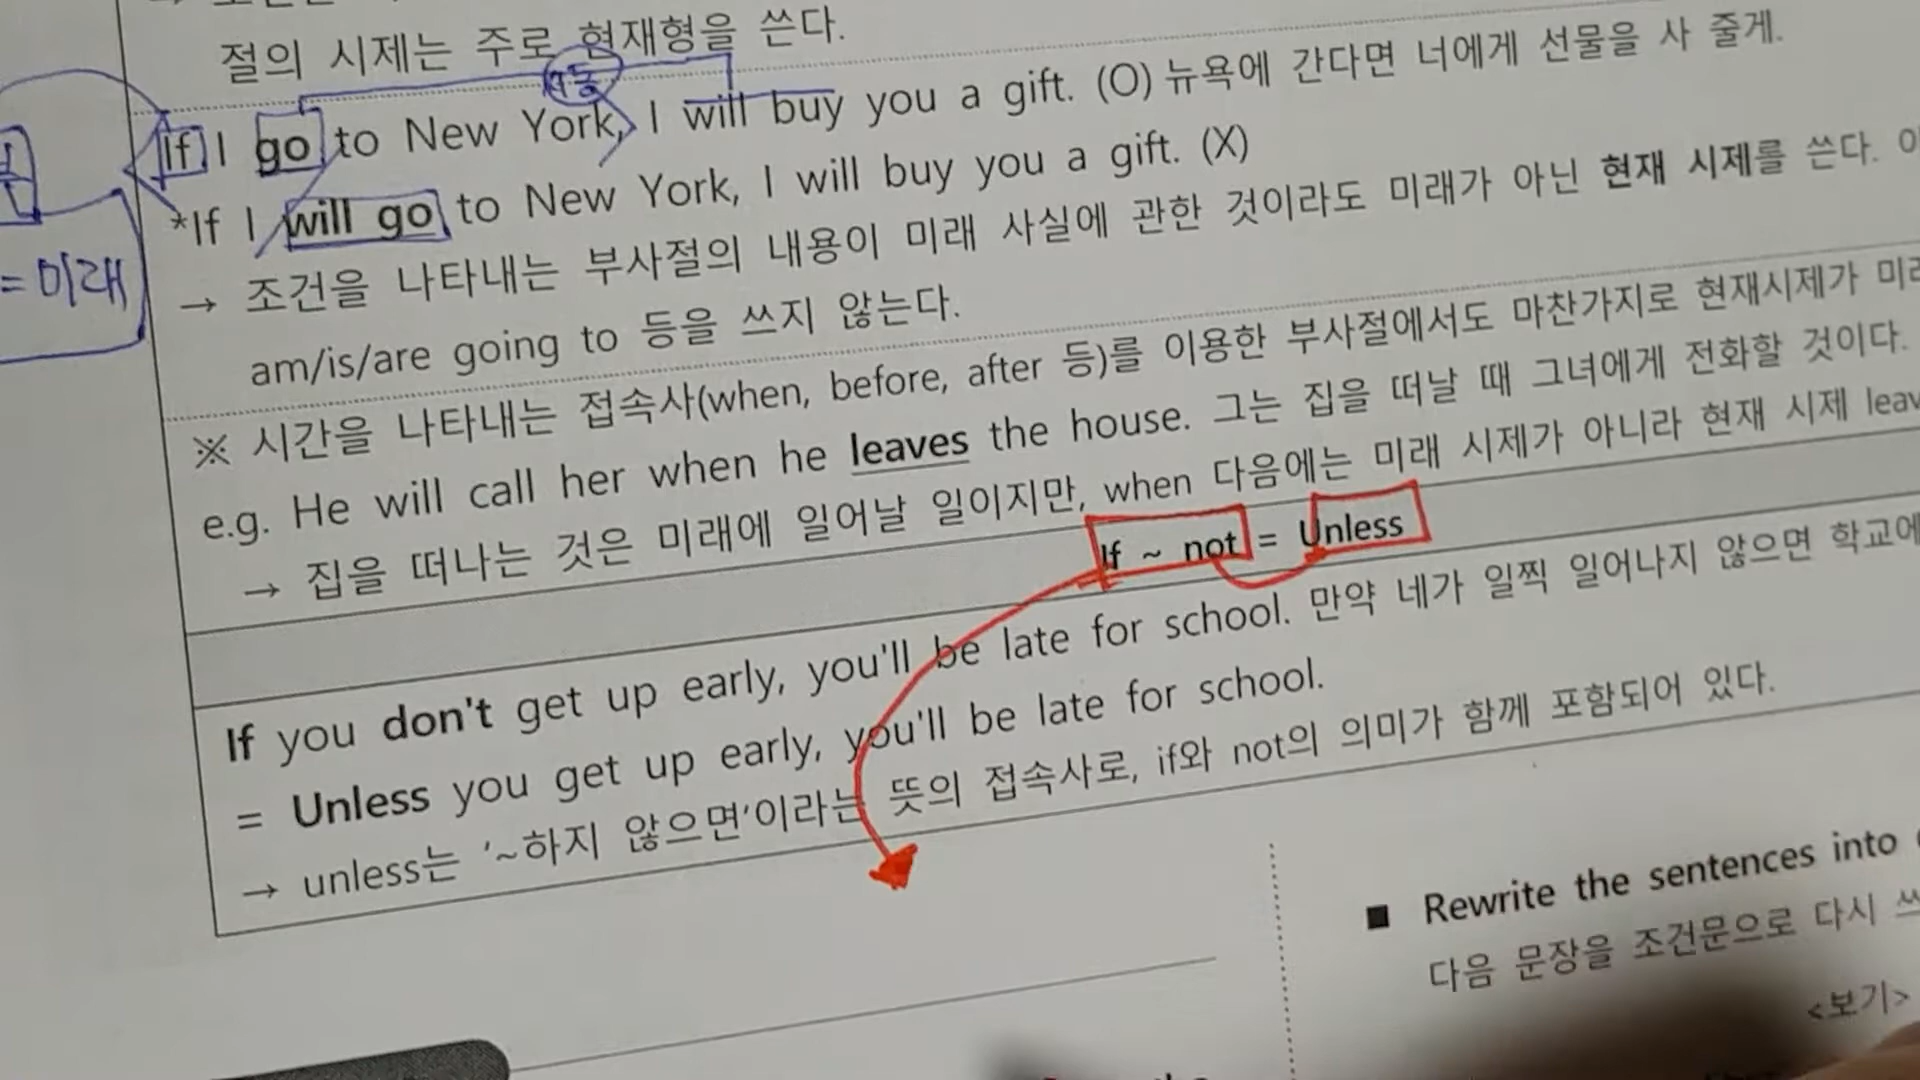 절의 시제는 주로 현재형을 쓴다.
If I go to New York, I will buy you a gift. (O) 뉴욕에 간다면 너에게 선물을 사 줄게.
*If I will go to New York, I will buy you a gift. (X)
= 미래
→ 조건을 나타내는 부사절의 내용이 미래 사실에 관한 것이라도 미래가 아닌 현재 시제를 쓴다.
am/is/are going to 등을 쓰지 않는다.
※ 시간을 나타내는 접속사(when, before, after 등)를 이용한 부사절에서도 마찬가지로 현재시제가
e.g. He will call her when he leaves the house. 그는 집을 떠날 때 그녀에게 전화할 것이다.
→ 집을 떠나는 것은 미래에 일어날 일이지만, when 다음에는 미래 시제가 아니라 현재 시제
If ~ not = Unless
If you don't get up early, you'll be late for school. 만약 네가 일찍 일어나지 않으면 학교에
= Unless you get up early, you'll be late for school.
→ unless는 '~하지 않으면'이라는 뜻의 접속사로, if와 not의 의미가 함께 포함되어 있다.
■ Rewrite the sentences into
다음 문장을 조건문으로 다시
<보기>